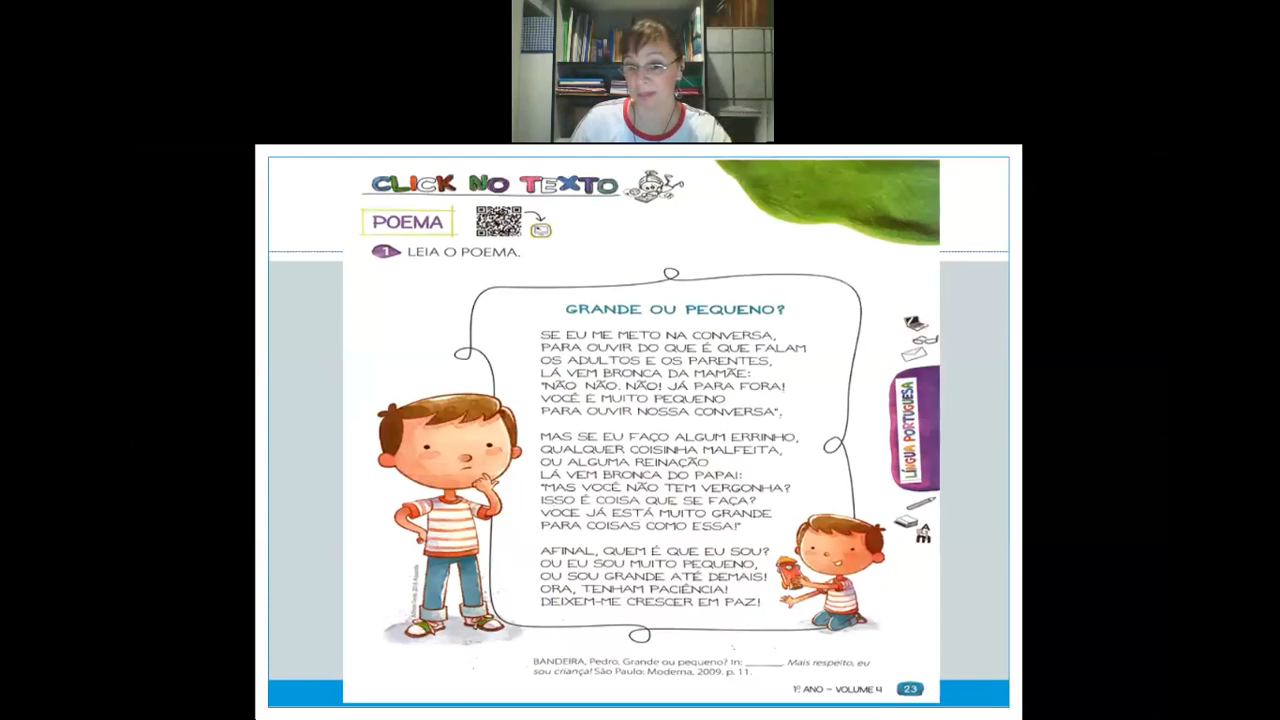 CLICK NO TEXTO
POEMA
1 LEIA O POEMA.
GRANDE OU PEQUENO?
SE EU ME METO NA CONVERSA,
PARA OUVIR DO QUE É QUE FALAM
OS ADULTOS E OS PARENTES,
LÁ VEM BRONCA DA MAMÃE:
"NÃO NÃO. NÃO! JÁ PARA FORA!
VOCÊ É MUITO PEQUENO
PARA OUVIR NOSSA CONVERSA".
MAS SE EU FAÇO ALGUM ERRINHO,
QUALQUER COISINHA MALFEITA,
OU ALGUMA REINAÇÃO
LÁ VEM BRONCA DO PAPAI:
"MAS VOCÊ NÃO TEM VERGONHA?
ISSO É COISA QUE SE FAÇA?
VOCE JÁ ESTÁ MUITO GRANDE
PARA COISAS COMO ESSA!"
AFINAL, QUEM É QUE EU SOU?
OU EU SOU MUITO PEQUENO,
OU SOU GRANDE ATÉ DEMAIS!
ORA, TENHAM PACIÊNCIA!
DEIXEM-ME CRESCER EM PAZ!
LÍNGUA PORTUGUESA
BANDEIRA, Pedro. Grande ou pequeno? In: ______. Mais respeito, eu
sou criança! São Paulo: Moderna, 2009. p. 11.
1º. ANO – VOLUME 4 23